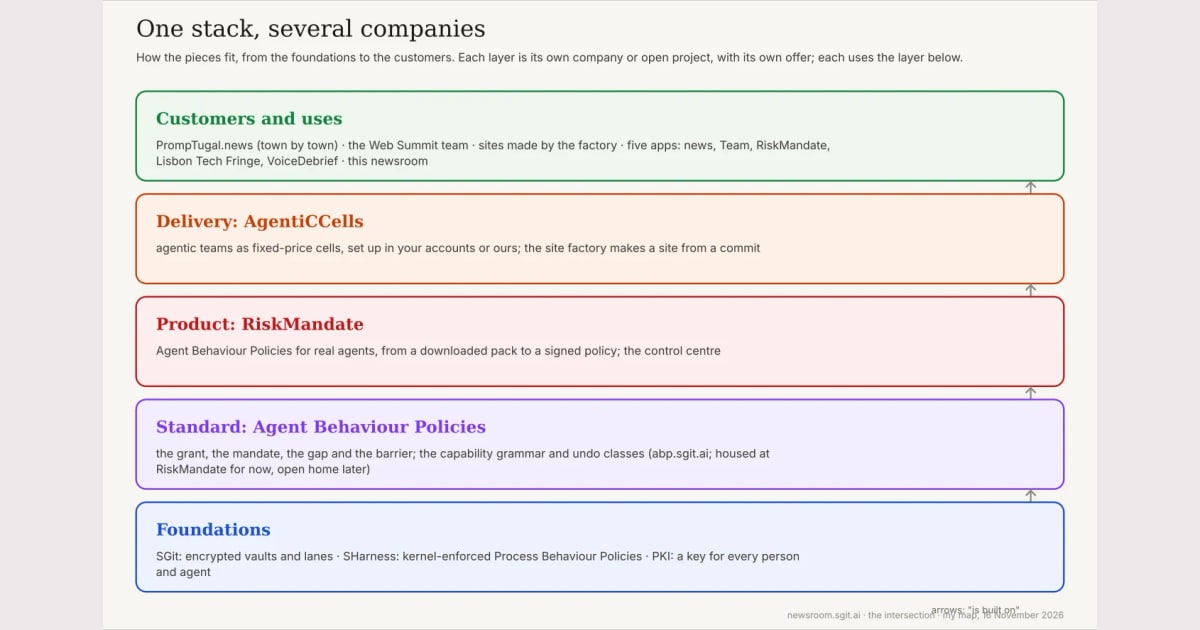 One stack, several companies
How the pieces fit, from the foundations to the customers. Each layer is its own company or open project, with its own offer; each uses the layer below.
Customers and uses
PrompTugal.news (town by town) · the Web Summit team · sites made by the factory · five apps: news, Team, RiskMandate,
Lisbon Tech Fringe, VoiceDebrief · this newsroom
Delivery: AgentiCCells
agentic teams as fixed-price cells, set up in your accounts or ours; the site factory makes a site from a commit
Product: RiskMandate
Agent Behaviour Policies for real agents, from a downloaded pack to a signed policy; the control centre
Standard: Agent Behaviour Policies
the grant, the mandate, the gap and the barrier; the capability grammar and undo classes (abp.sgit.ai; housed at
RiskMandate for now, open home later)
Foundations
SGit: encrypted vaults and lanes · SHarness: kernel-enforced Process Behaviour Policies · PKI: a key for every person
and agent
arrows: "is built on"
newsroom.sgit.ai · the intersection · my map, 16 November 2026